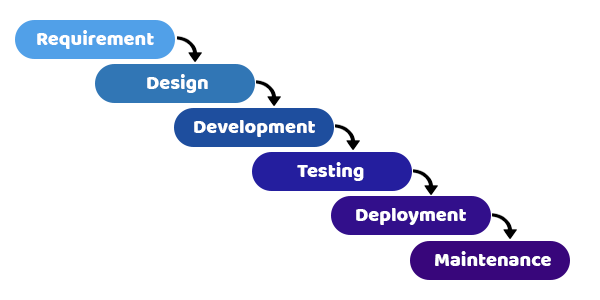 Requirement
Design
Development
Testing
Deployment
Maintenance